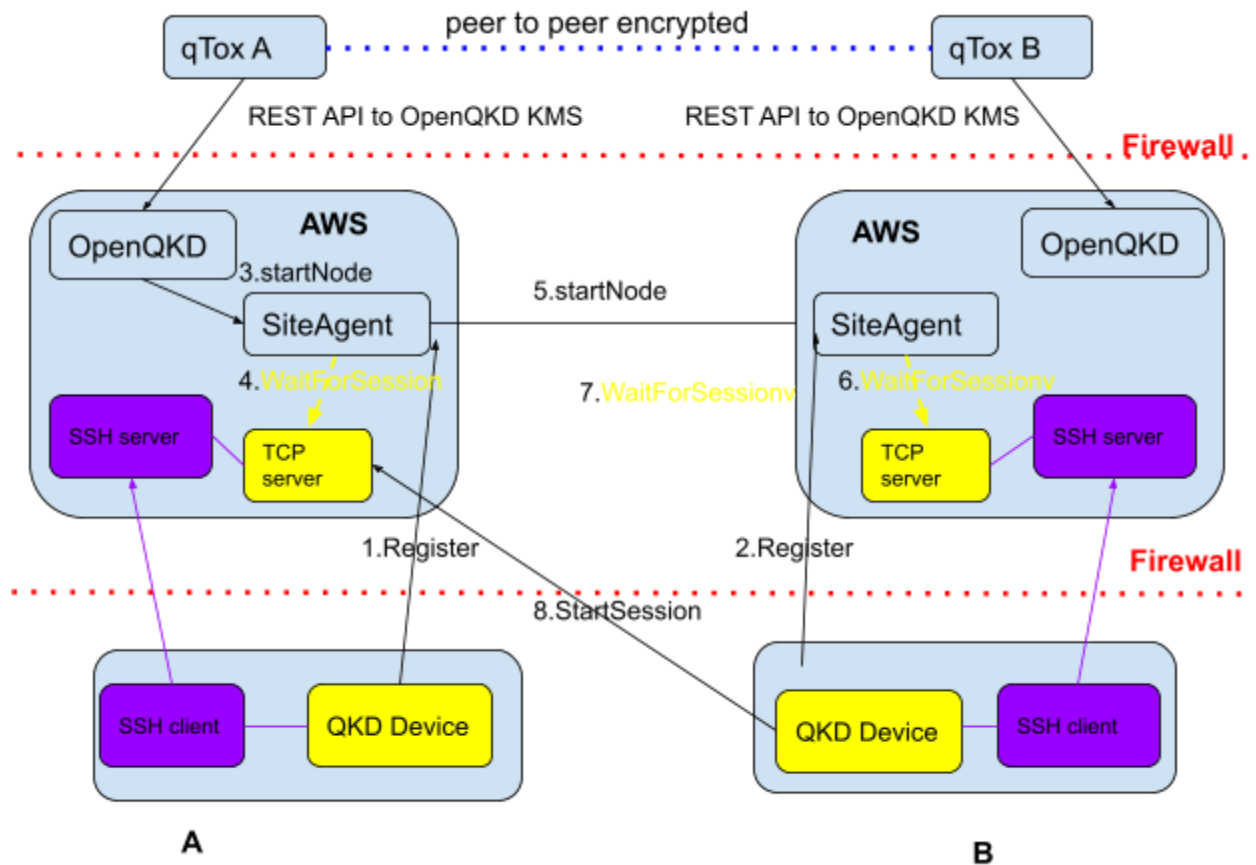 peer to peer encrypted
qTox A
qTox B
REST API to OpenQKD KMS
REST API to OpenQKD KMS
Firewall
AWS
AWS
OpenQKD
OpenQKD
3.startNode
5.startNode
SiteAgent
SiteAgent
4.WaitForSession
7.WaitForSessionv
6.WaitForSessionv
SSH server
TCP
server
TCP
server
SSH server
1.Register
2.Register
Firewall
8.StartSession
SSH client
QKD Device
QKD Device
SSH client
A
B